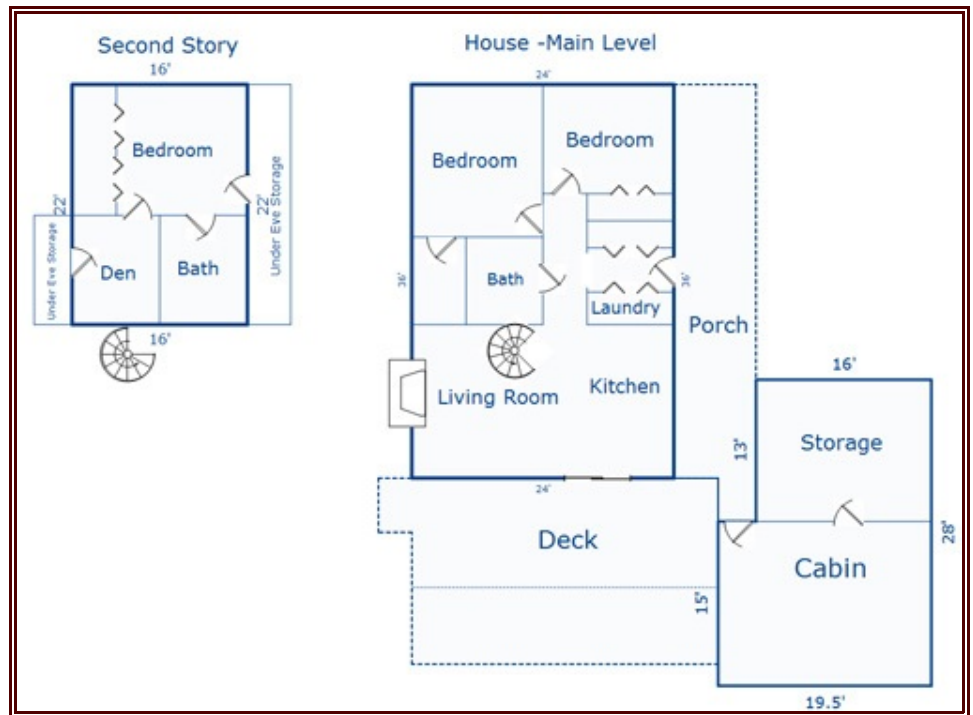 Second Story
16'
Bedroom
22'
22'
Under Eve Storage
Under Eve Storage
Den
Bath
16'
House -Main Level
24'
Bedroom
Bedroom
36'
Bath
36'
Laundry
Porch
Living Room
Kitchen
24'
Deck
15'
16'
13'
Storage
28'
Cabin
19.5'